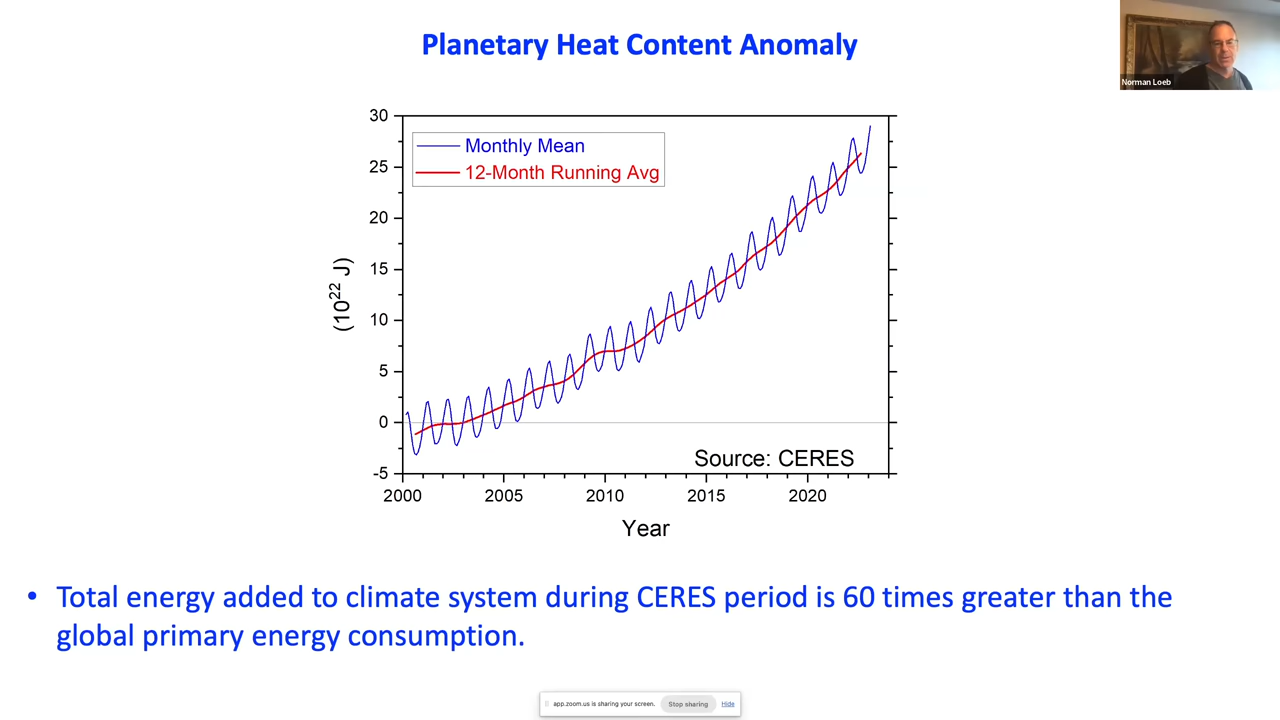 Planetary Heat Content Anomaly
Norman Loeb
30
25
20
15
10
5
0
-5
(10²² J)
Monthly Mean
12-Month Running Avg
Source: CERES
2000 2005 2010 2015 2020
Year
• Total energy added to climate system during CERES period is 60 times greater than the
global primary energy consumption.
app.zoom.us is sharing your screen. Stop sharing Hide